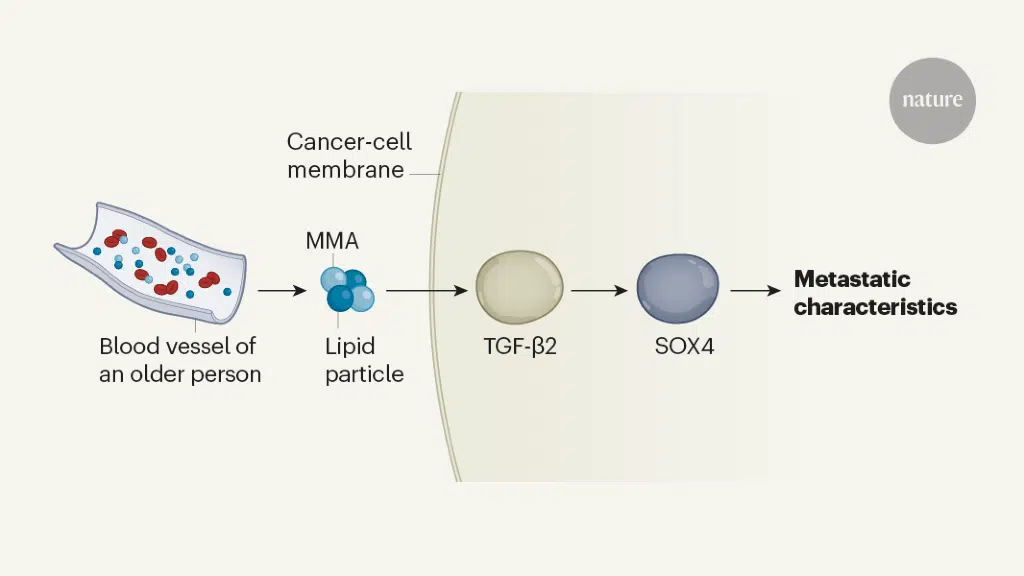 nature
Cancer-cell
membrane
MMA
Metastatic
characteristics
Blood vessel of
an older person
Lipid
particle
TGF-β2
SOX4